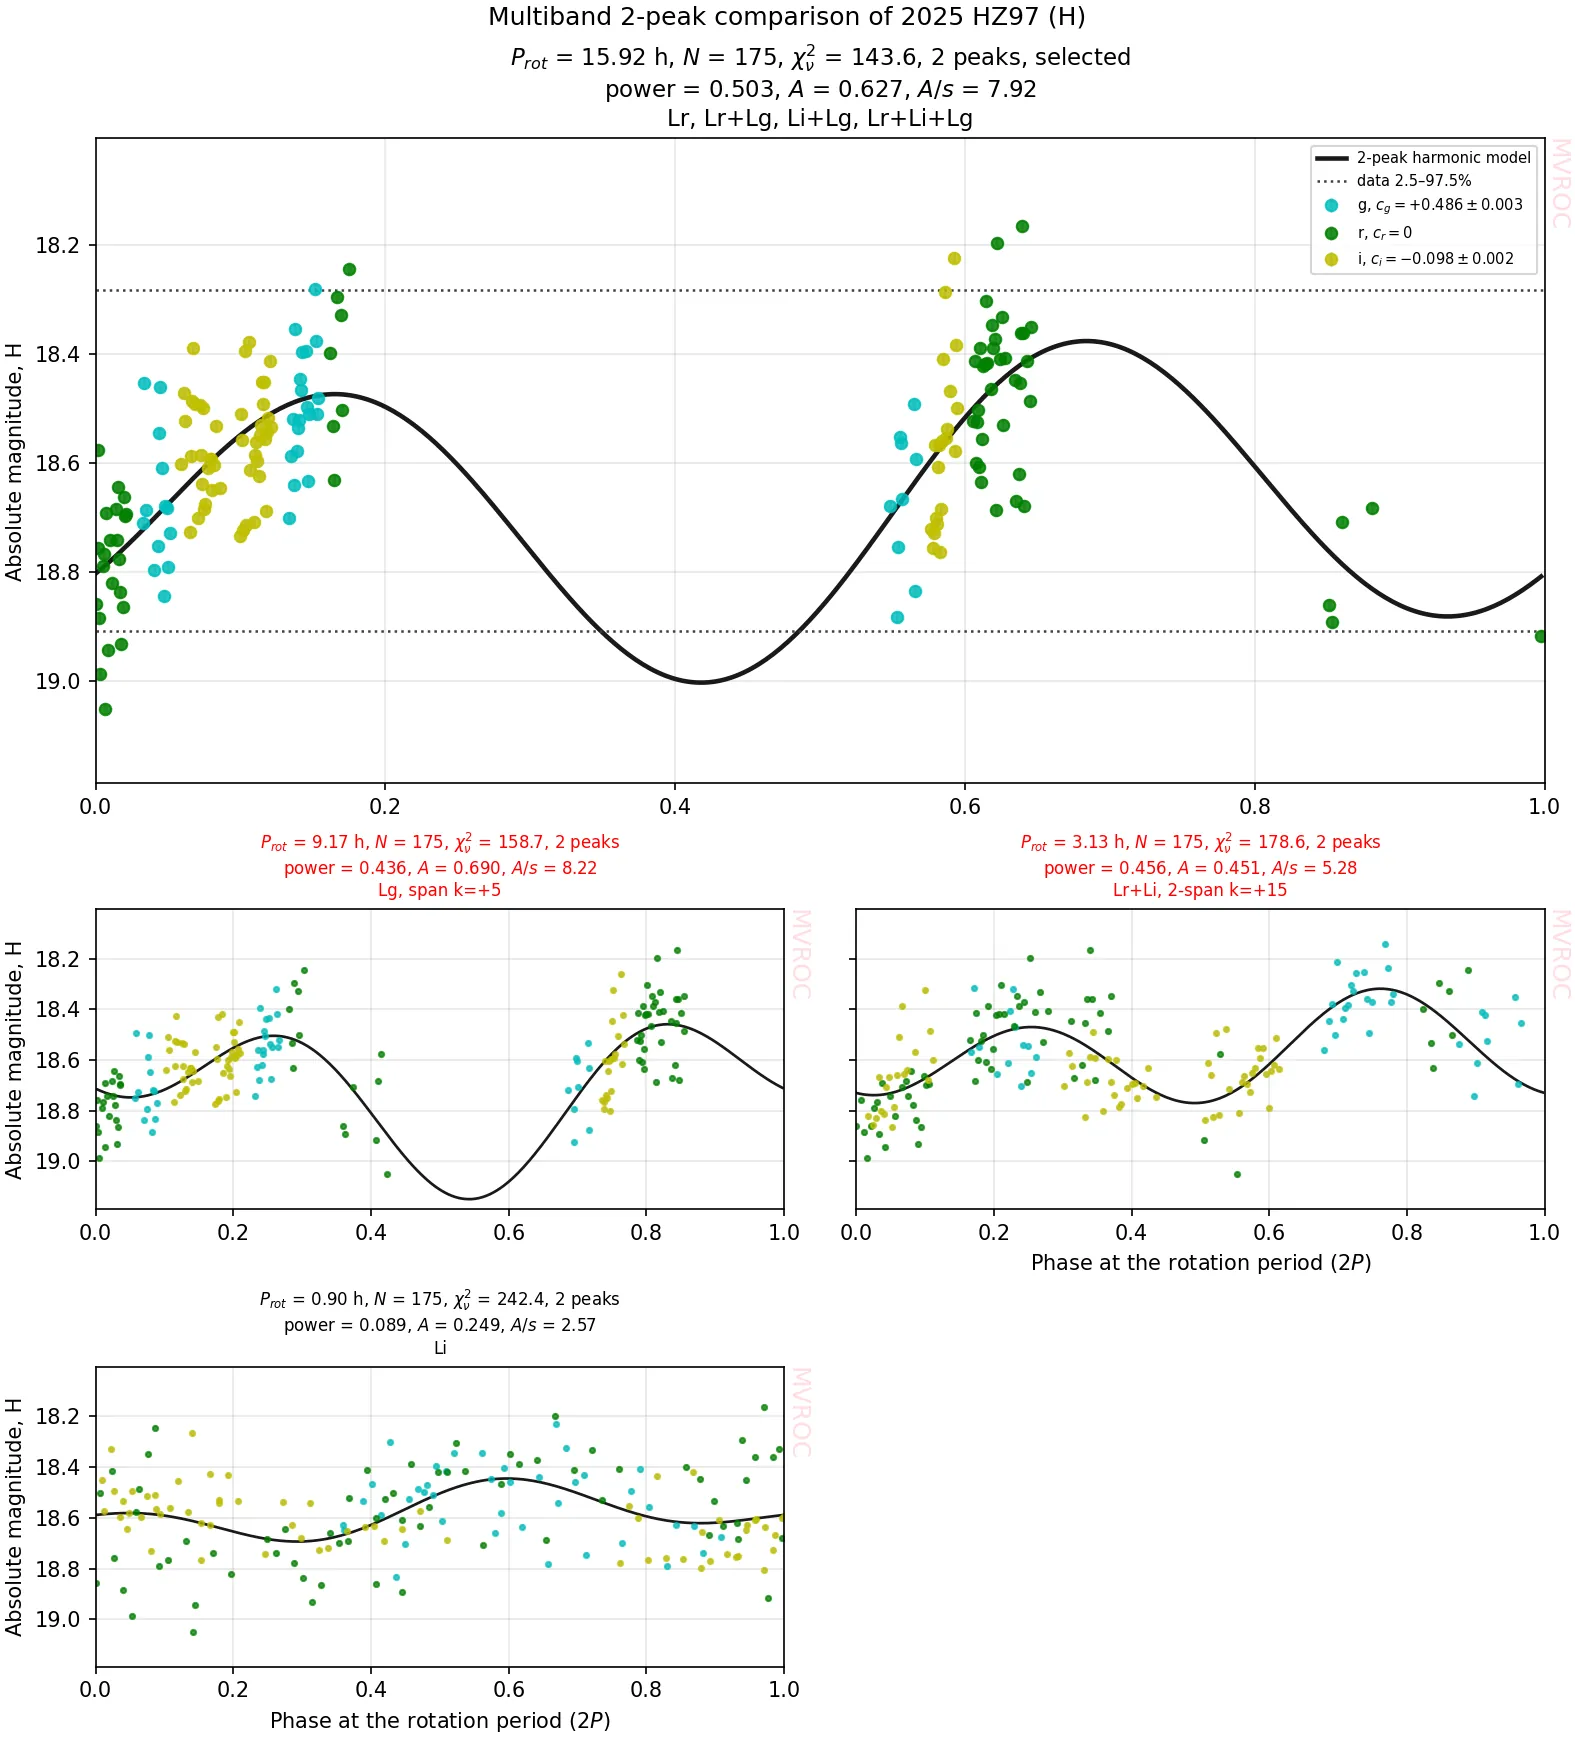 Multiband 2-peak comparison of 2025 HZ97 (H)
P_rot = 15.92 h, N = 175, χ²_ν = 143.6, 2 peaks, selected
power = 0.503, A = 0.627, A/s = 7.92
Lr, Lr+Lg, Li+Lg, Lr+Li+Lg
2-peak harmonic model
data 2.5–97.5%
g, c_g = +0.486 ± 0.003
r, c_r = 0
i, c_i = −0.098 ± 0.002
MVROC
Absolute magnitude, H
18.2
18.4
18.6
18.8
19.0
0.0 0.2 0.4 0.6 0.8 1.0
P_rot = 9.17 h, N = 175, χ²_ν = 158.7, 2 peaks
power = 0.436, A = 0.690, A/s = 8.22
Lg, span k=+5
MVROC
Absolute magnitude, H
18.2
18.4
18.6
18.8
19.0
0.0 0.2 0.4 0.6 0.8 1.0
P_rot = 3.13 h, N = 175, χ²_ν = 178.6, 2 peaks
power = 0.456, A = 0.451, A/s = 5.28
Lr+Li, 2-span k=+15
MVROC
0.0 0.2 0.4 0.6 0.8 1.0
Phase at the rotation period (2P)
P_rot = 0.90 h, N = 175, χ²_ν = 242.4, 2 peaks
power = 0.089, A = 0.249, A/s = 2.57
Li
MVROC
Absolute magnitude, H
18.2
18.4
18.6
18.8
19.0
0.0 0.2 0.4 0.6 0.8 1.0
Phase at the rotation period (2P)